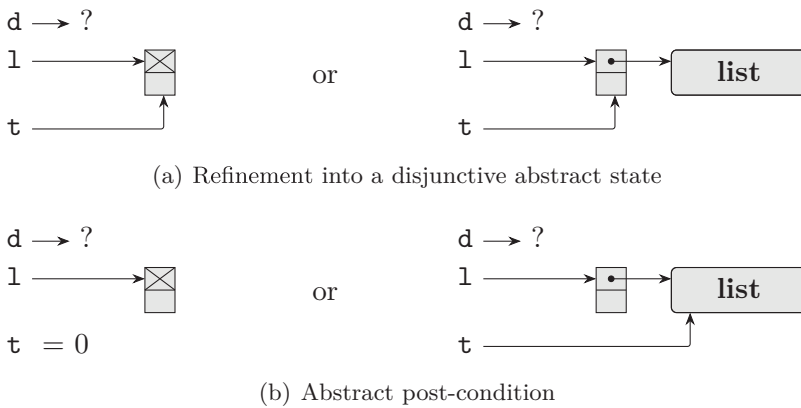 d ? d ?
l or l list
t t
(a) Refinement into a disjunctive abstract state
d ? d ?
l or l list
t = 0 t
(b) Abstract post-condition